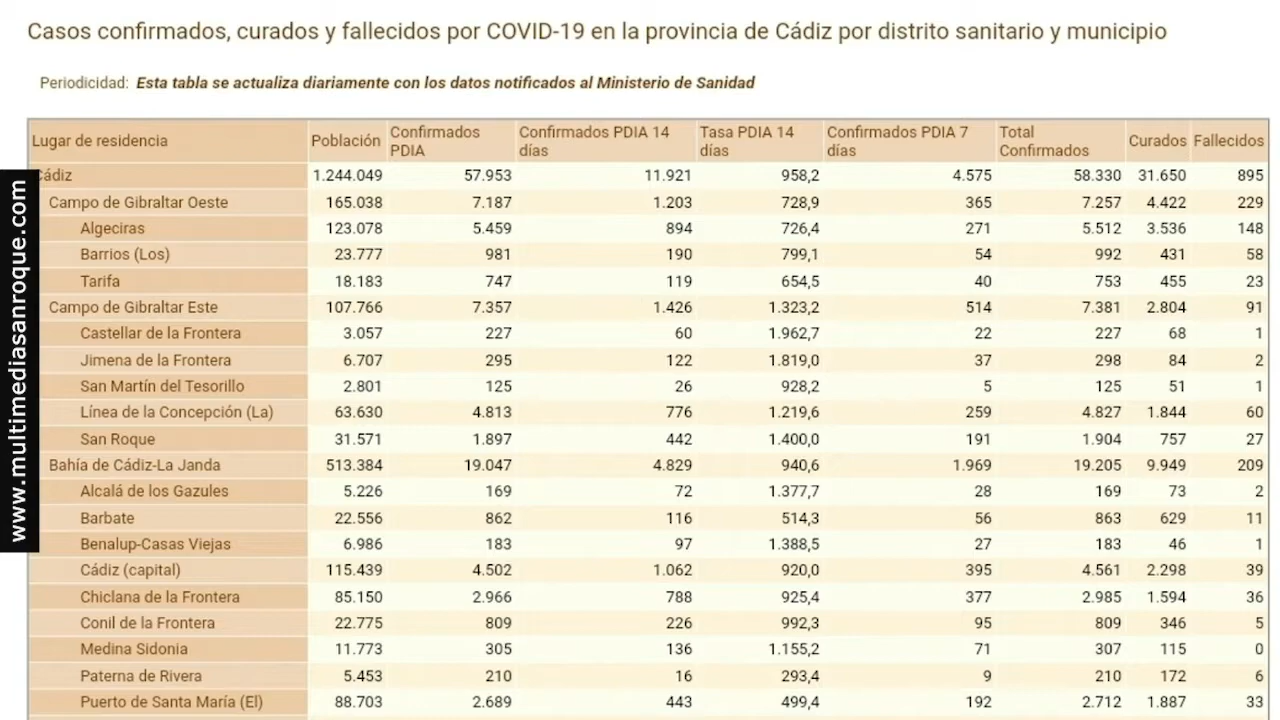 Casos confirmados, curados y fallecidos por COVID-19 en la provincia de Cádiz por distrito sanitario y municipio
Periodicidad: Esta tabla se actualiza diariamente con los datos notificados al Ministerio de Sanidad
Lugar de residencia Población Confirmados PDIA Confirmados PDIA 14 días Tasa PDIA 14 días Confirmados PDIA 7 días Total Confirmados Curados Fallecidos
Cádiz 1.244.049 57.953 11.921 958,2 4.575 58.330 31.650 895
Campo de Gibraltar Oeste 165.038 7.187 1.203 728,9 365 7.257 4.422 229
Algeciras 123.078 5.459 894 726,4 271 5.512 3.536 148
Barrios (Los) 23.777 981 190 799,1 54 992 431 58
Tarifa 18.183 747 119 654,5 40 753 455 23
Campo de Gibraltar Este 107.766 7.357 1.426 1.323,2 514 7.381 2.804 91
Castellar de la Frontera 3.057 227 60 1.962,7 22 227 68 1
Jimena de la Frontera 6.707 295 122 1.819,0 37 298 84 2
San Martín del Tesorillo 2.801 125 26 928,2 5 125 51 1
Línea de la Concepción (La) 63.630 4.813 776 1.219,6 259 4.827 1.844 60
San Roque 31.571 1.897 442 1.400,0 191 1.904 757 27
Bahía de Cádiz-La Janda 513.384 19.047 4.829 940,6 1.969 19.205 9.949 209
Alcalá de los Gazules 5.226 169 72 1.377,7 28 169 73 2
Barbate 22.556 862 116 514,3 56 863 629 11
Benalup-Casas Viejas 6.986 183 97 1.388,5 27 183 46 1
Cádiz (capital) 115.439 4.502 1.062 920,0 395 4.561 2.298 39
Chiclana de la Frontera 85.150 2.966 788 925,4 377 2.985 1.594 36
Conil de la Frontera 22.775 809 226 992,3 95 809 346 5
Medina Sidonia 11.773 305 136 1.155,2 71 307 115 0
Paterna de Rivera 5.453 210 16 293,4 9 210 172 6
Puerto de Santa María (El) 88.703 2.689 443 499,4 192 2.712 1.887 33
www.multimediasanroque.com